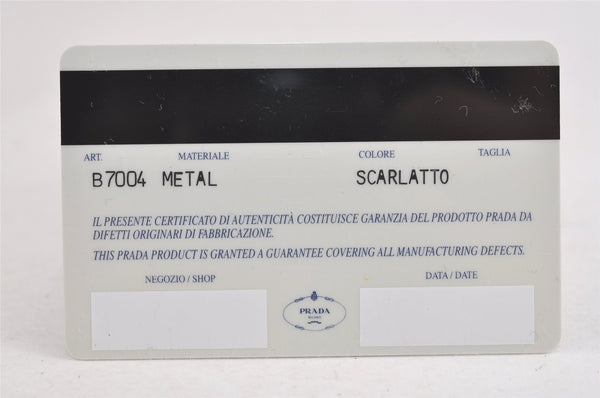 ART. MATERIALE COLORE TAGLIA
B7004 METAL SCARLATTO
IL PRESENTE CERTIFICATO DI AUTENTICITÀ COSTITUISCE GARANZIA DEL PRODOTTO PRADA DA
DIFETTI ORIGINARI DI FABBRICAZIONE.
THIS PRADA PRODUCT IS GRANTED A GUARANTEE COVERING ALL MANUFACTURING DEFECTS.
NEGOZIO / SHOP DATA / DATE
PRADA
MILANO